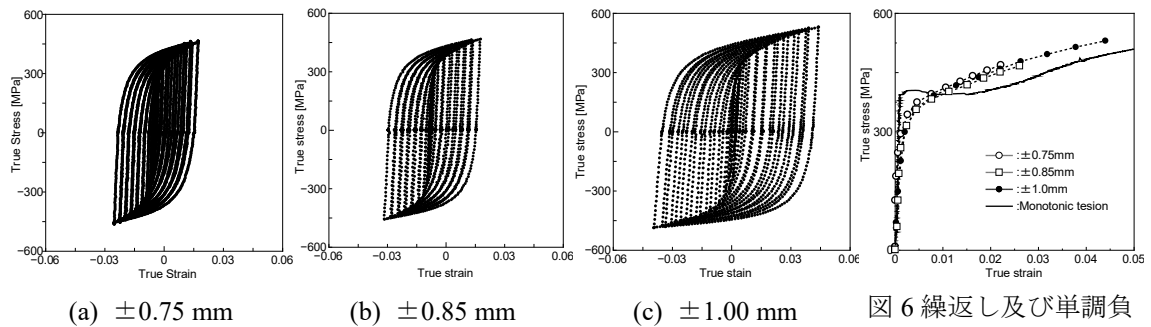 600
300
0
−300
−600
−0.06
−0.03
0
0.03
0.06
True Stress [MPa]
True Strain
(a) ±0.75 mm
600
300
0
−300
−600
−0.06
−0.03
0
0.03
0.06
True stress [MPa]
True strain
(b) ±0.85 mm
600
300
0
−300
−600
−0.06
−0.03
0
0.03
0.06
True stress [MPa]
True stain
(c) ±1.00 mm
600
300
0
0.01
0.02
0.03
0.04
0.05
True stress [MPa]
True strain
:±0.75mm
:±0.85mm
:±1.0mm
:Monotonic tesion
図 6 繰返し及び単調負